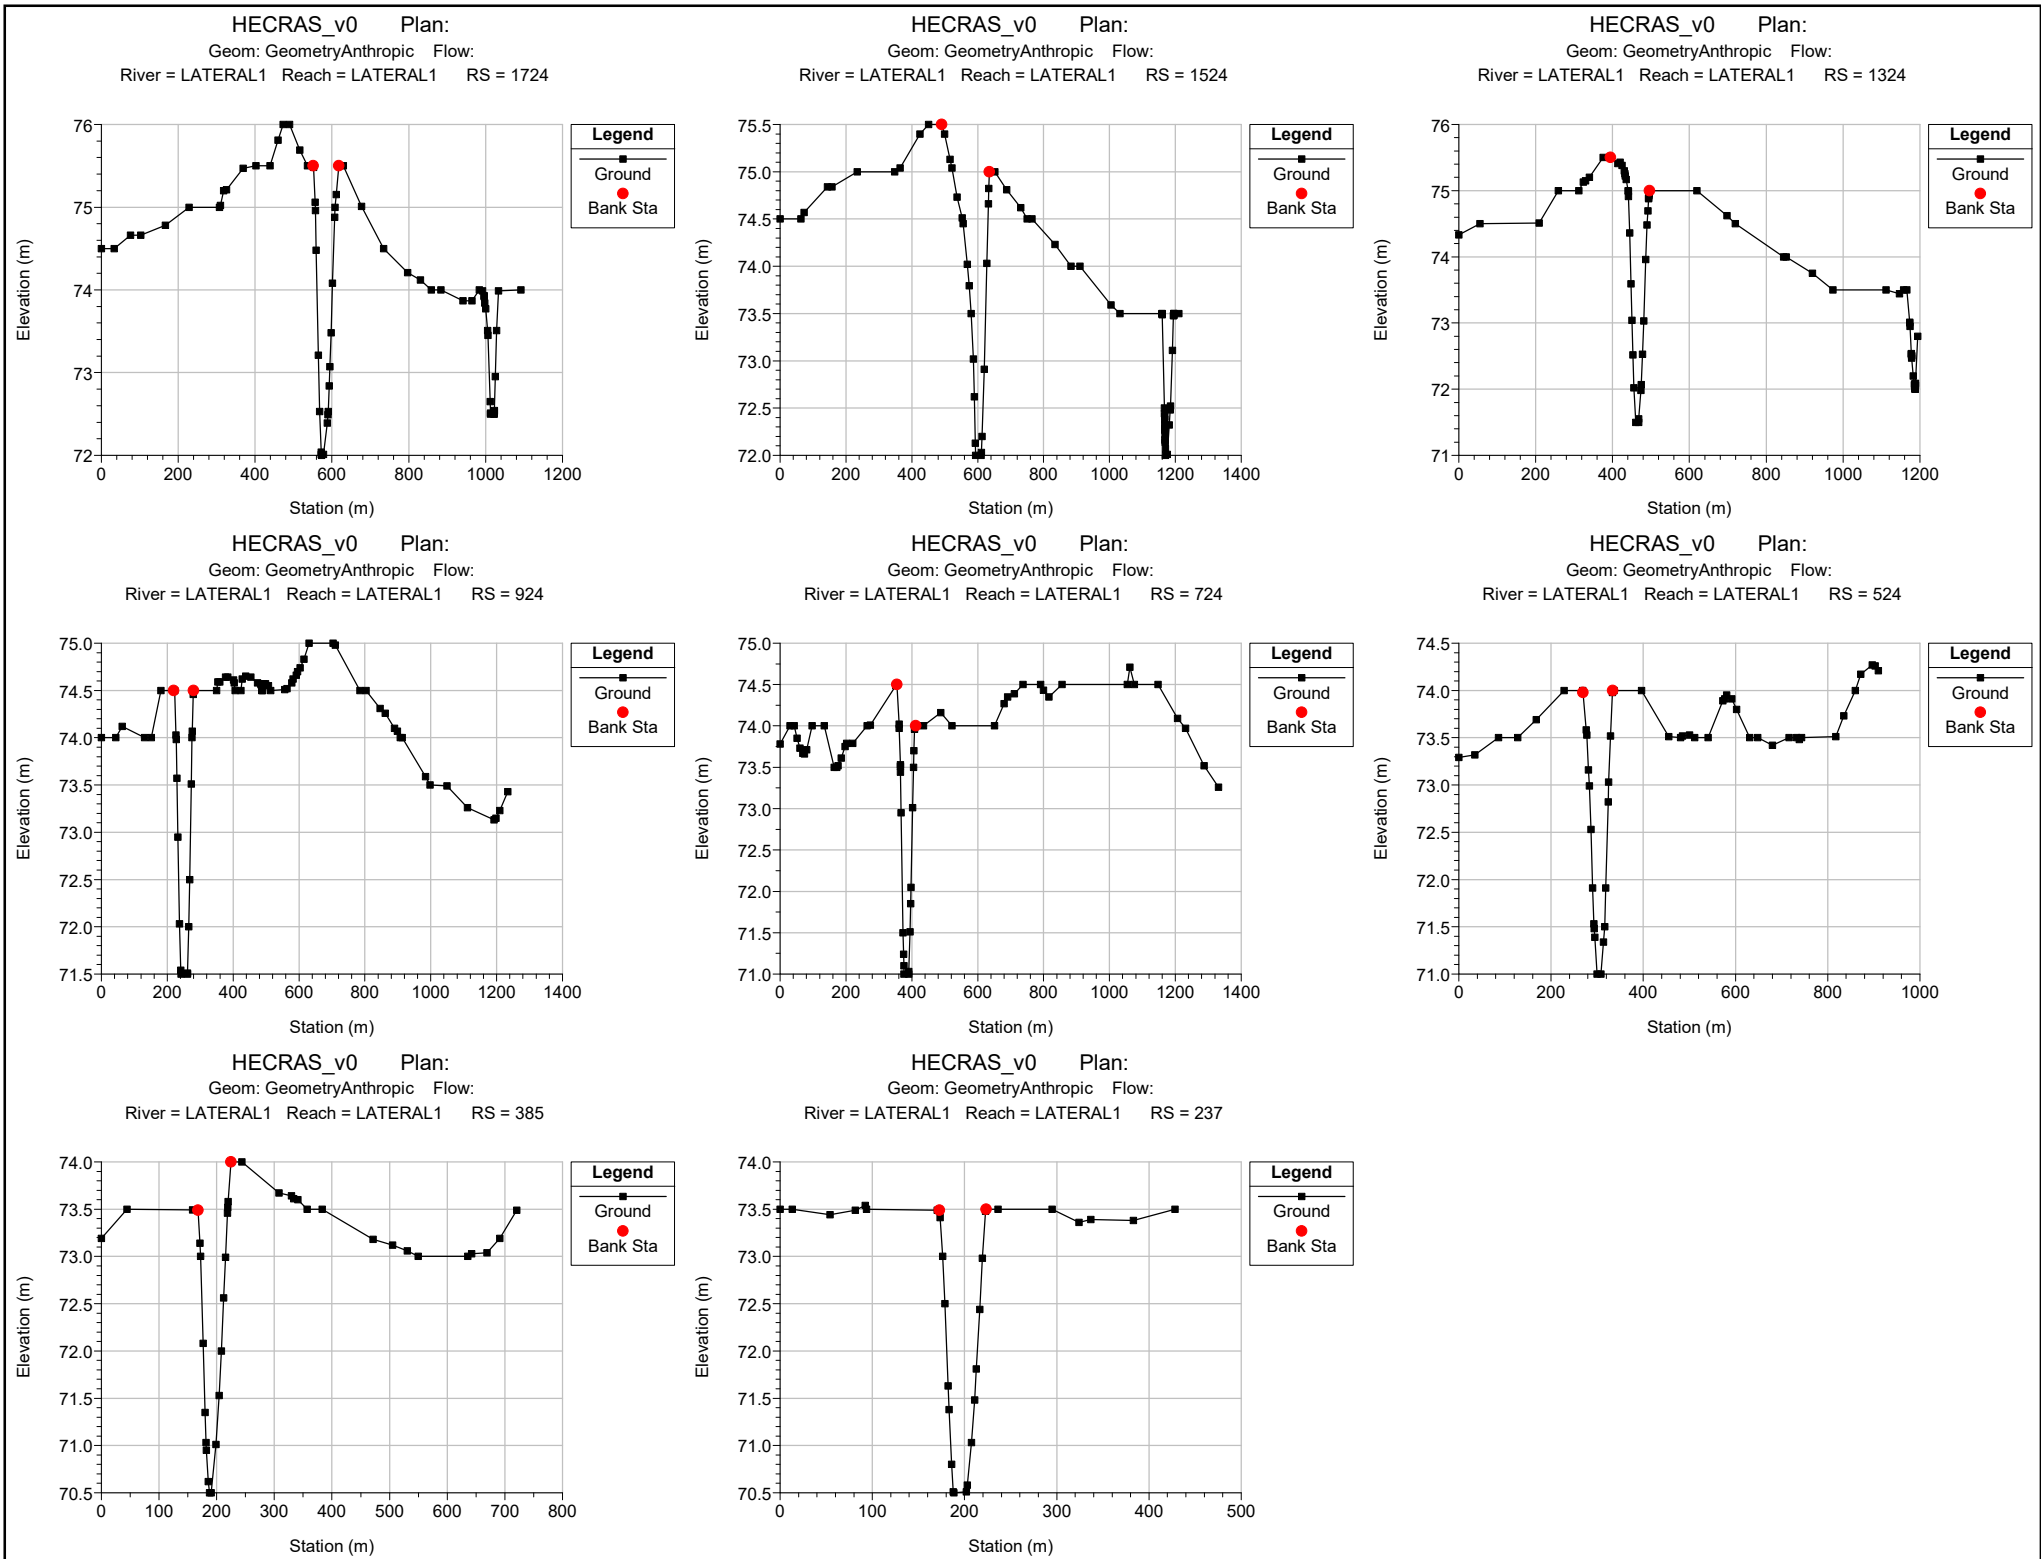 HECRAS_v0 Plan:
Geom: GeometryAnthropic Flow:
River = LATERAL1 Reach = LATERAL1 RS = 1724
76
75
74
73
72
0 200 400 600 800 1000 1200
Elevation (m)
Station (m)
Legend
Ground
Bank Sta
HECRAS_v0 Plan:
Geom: GeometryAnthropic Flow:
River = LATERAL1 Reach = LATERAL1 RS = 1524
75.5
75.0
74.5
74.0
73.5
73.0
72.5
72.0
0 200 400 600 800 1000 1200 1400
Elevation (m)
Station (m)
Legend
Ground
Bank Sta
HECRAS_v0 Plan:
Geom: GeometryAnthropic Flow:
River = LATERAL1 Reach = LATERAL1 RS = 1324
76
75
74
73
72
71
0 200 400 600 800 1000 1200
Elevation (m)
Station (m)
Legend
Ground
Bank Sta
HECRAS_v0 Plan:
Geom: GeometryAnthropic Flow:
River = LATERAL1 Reach = LATERAL1 RS = 924
75.0
74.5
74.0
73.5
73.0
72.5
72.0
71.5
0 200 400 600 800 1000 1200 1400
Elevation (m)
Station (m)
Legend
Ground
Bank Sta
HECRAS_v0 Plan:
Geom: GeometryAnthropic Flow:
River = LATERAL1 Reach = LATERAL1 RS = 724
75.0
74.5
74.0
73.5
73.0
72.5
72.0
71.5
71.0
0 200 400 600 800 1000 1200 1400
Elevation (m)
Station (m)
Legend
Ground
Bank Sta
HECRAS_v0 Plan:
Geom: GeometryAnthropic Flow:
River = LATERAL1 Reach = LATERAL1 RS = 524
74.5
74.0
73.5
73.0
72.5
72.0
71.5
71.0
0 200 400 600 800 1000
Elevation (m)
Station (m)
Legend
Ground
Bank Sta
HECRAS_v0 Plan:
Geom: GeometryAnthropic Flow:
River = LATERAL1 Reach = LATERAL1 RS = 385
74.0
73.5
73.0
72.5
72.0
71.5
71.0
70.5
0 100 200 300 400 500 600 700 800
Elevation (m)
Station (m)
Legend
Ground
Bank Sta
HECRAS_v0 Plan:
Geom: GeometryAnthropic Flow:
River = LATERAL1 Reach = LATERAL1 RS = 237
74.0
73.5
73.0
72.5
72.0
71.5
71.0
70.5
0 100 200 300 400 500
Elevation (m)
Station (m)
Legend
Ground
Bank Sta